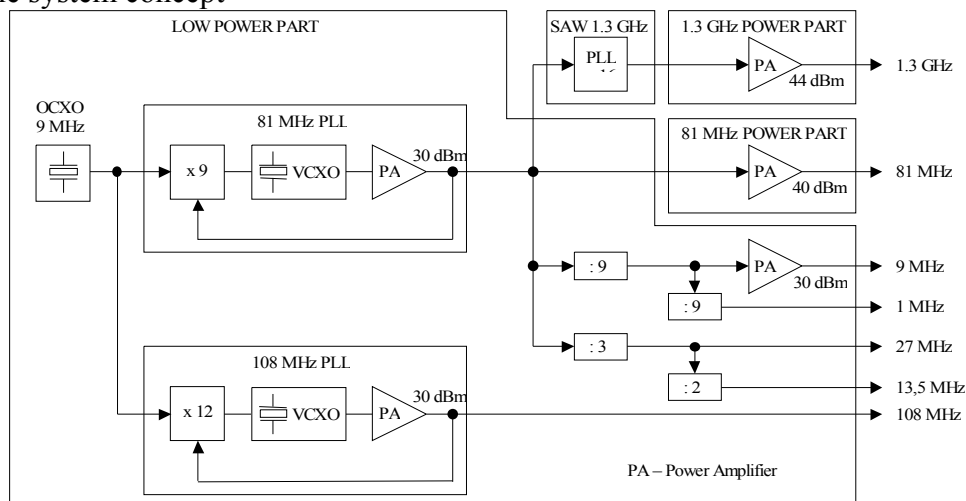 LOW POWER PART
SAW 1.3 GHz
1.3 GHz POWER PART
PLL
PA
44 dBm
1.3 GHz
OCXO
9 MHz
81 MHz PLL
x 9
VCXO
PA
30 dBm
81 MHz POWER PART
PA
40 dBm
81 MHz
: 9
PA
30 dBm
9 MHz
: 9
1 MHz
: 3
27 MHz
: 2
13,5 MHz
108 MHz PLL
x 12
VCXO
PA
30 dBm
108 MHz
PA – Power Amplifier